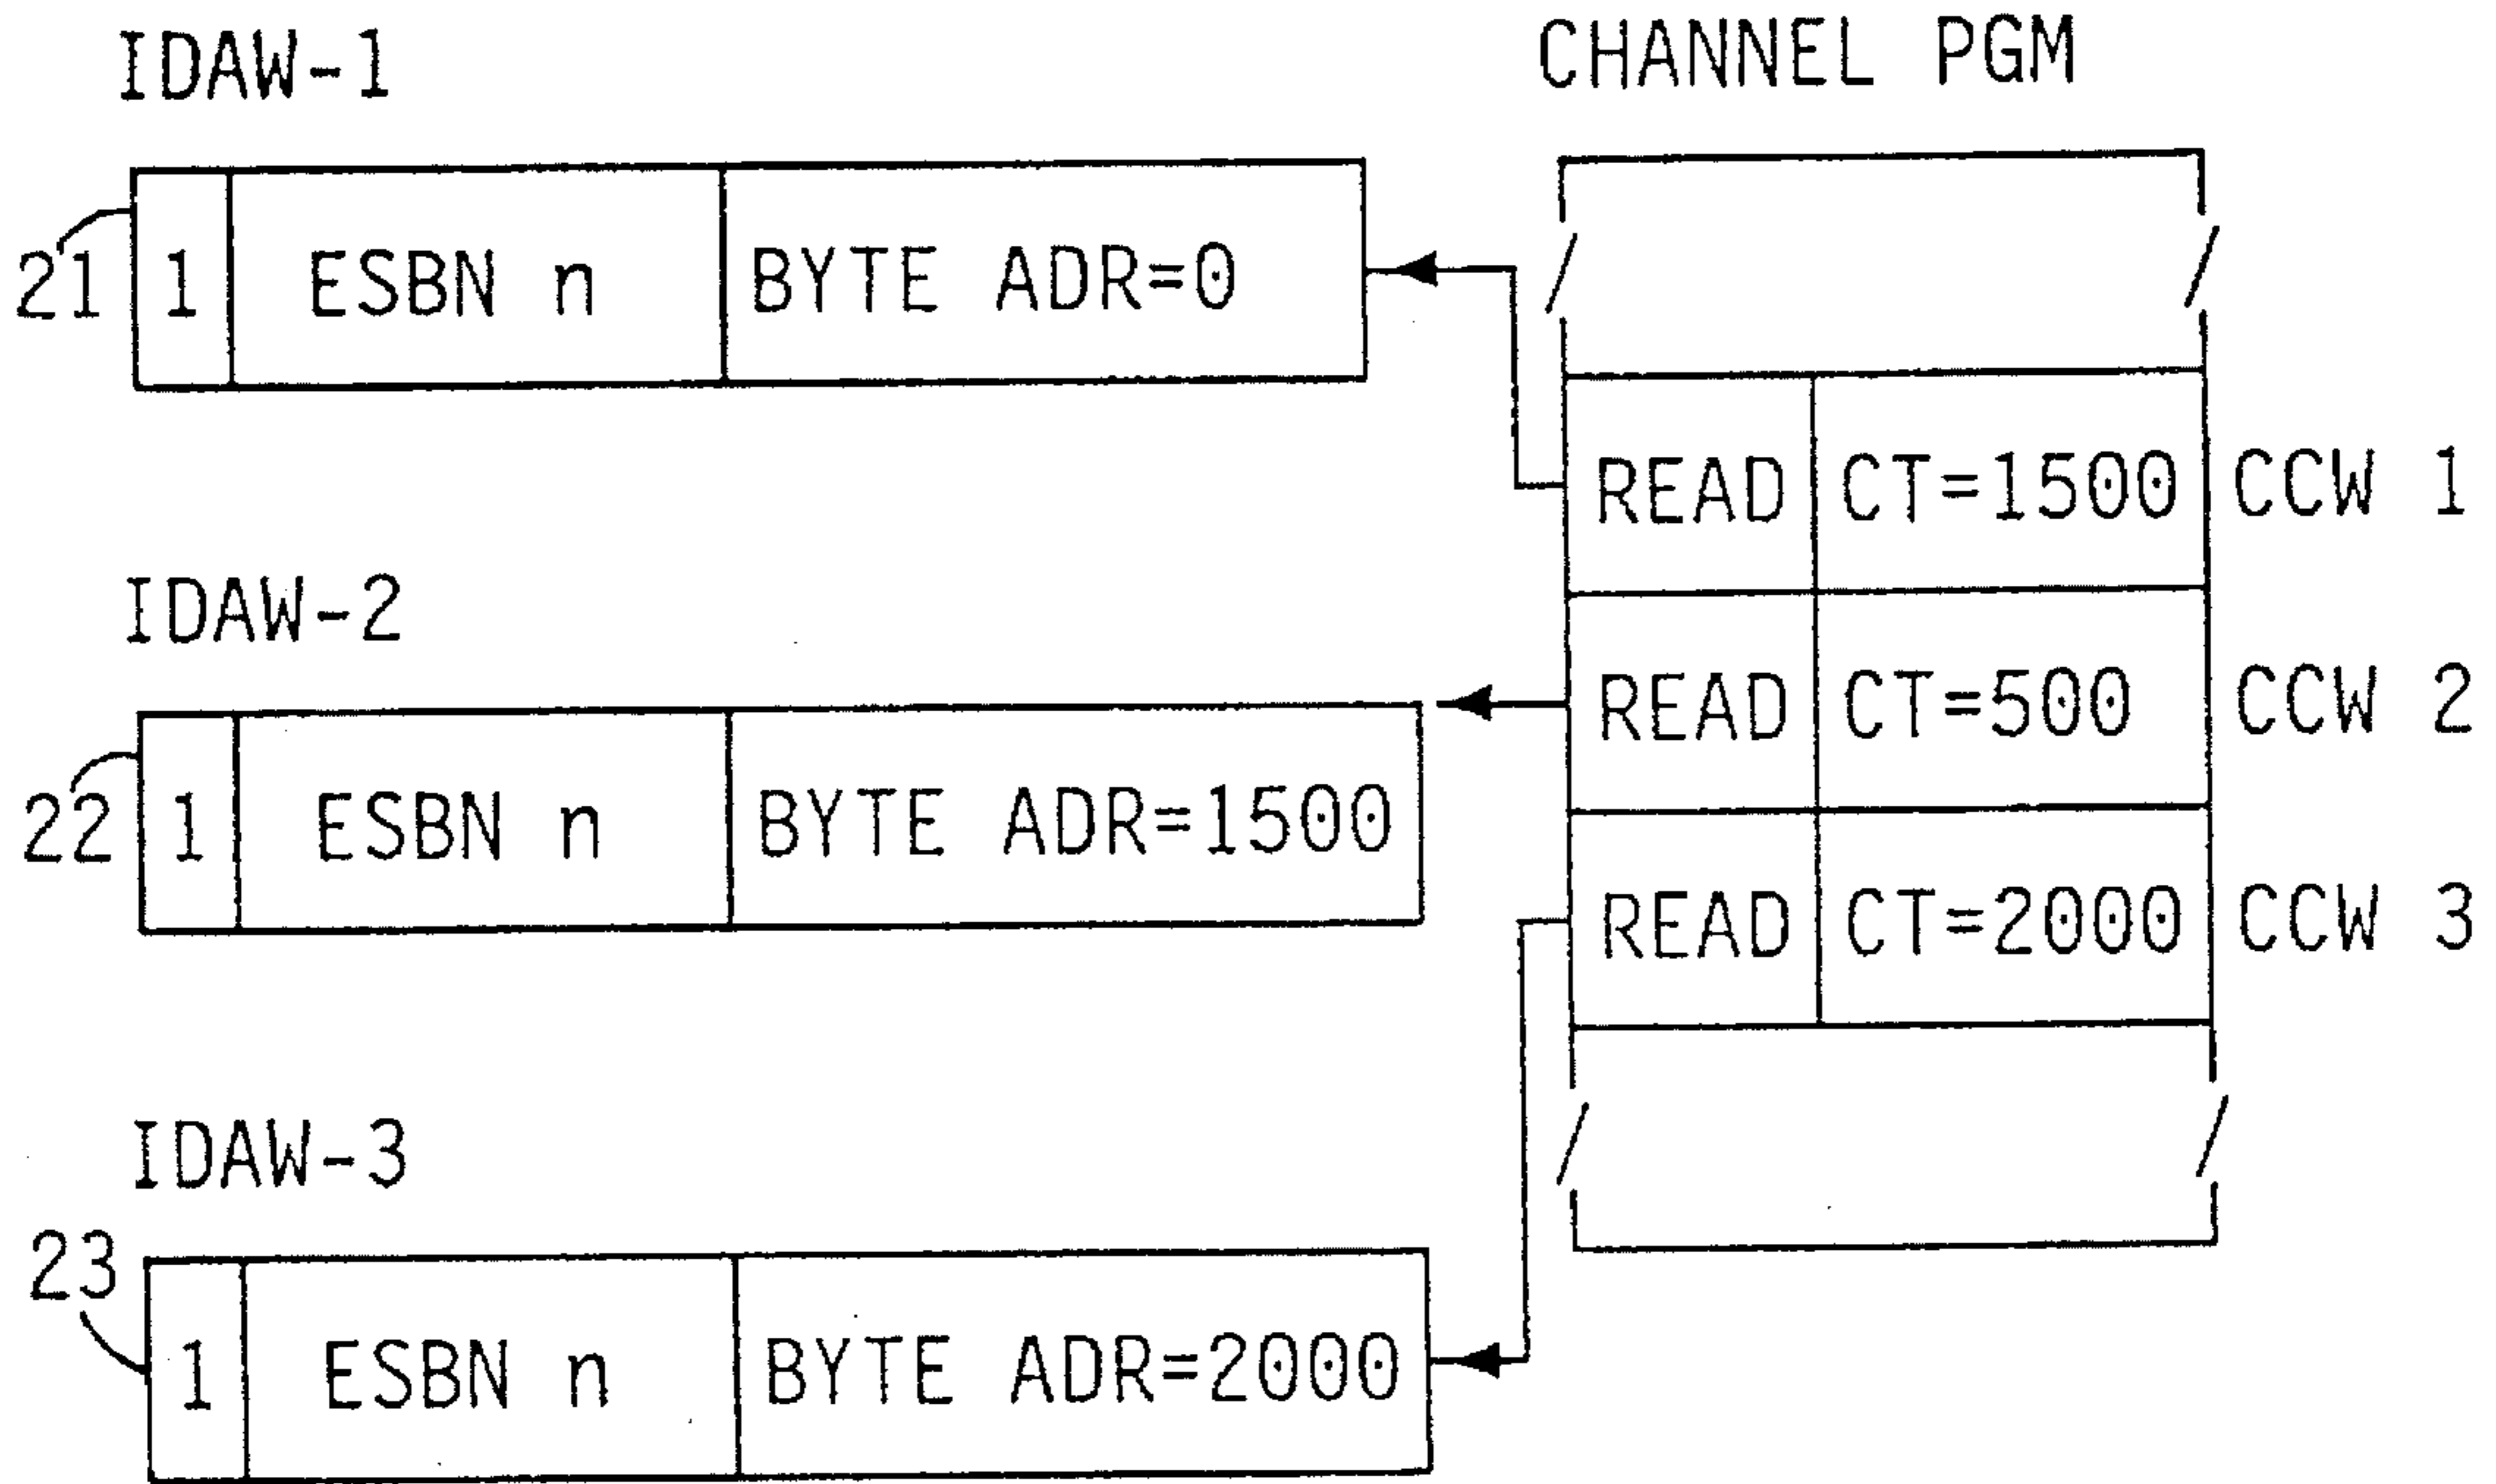 IDAW-1
CHANNEL PGM
21 1 ESBN n BYTE ADR=0
READ CT=1500 CCW 1
IDAW-2
READ CT=500 CCW 2
22 1 ESBN n BYTE ADR=1500
READ CT=2000 CCW 3
IDAW-3
23
1 ESBN n BYTE ADR=2000